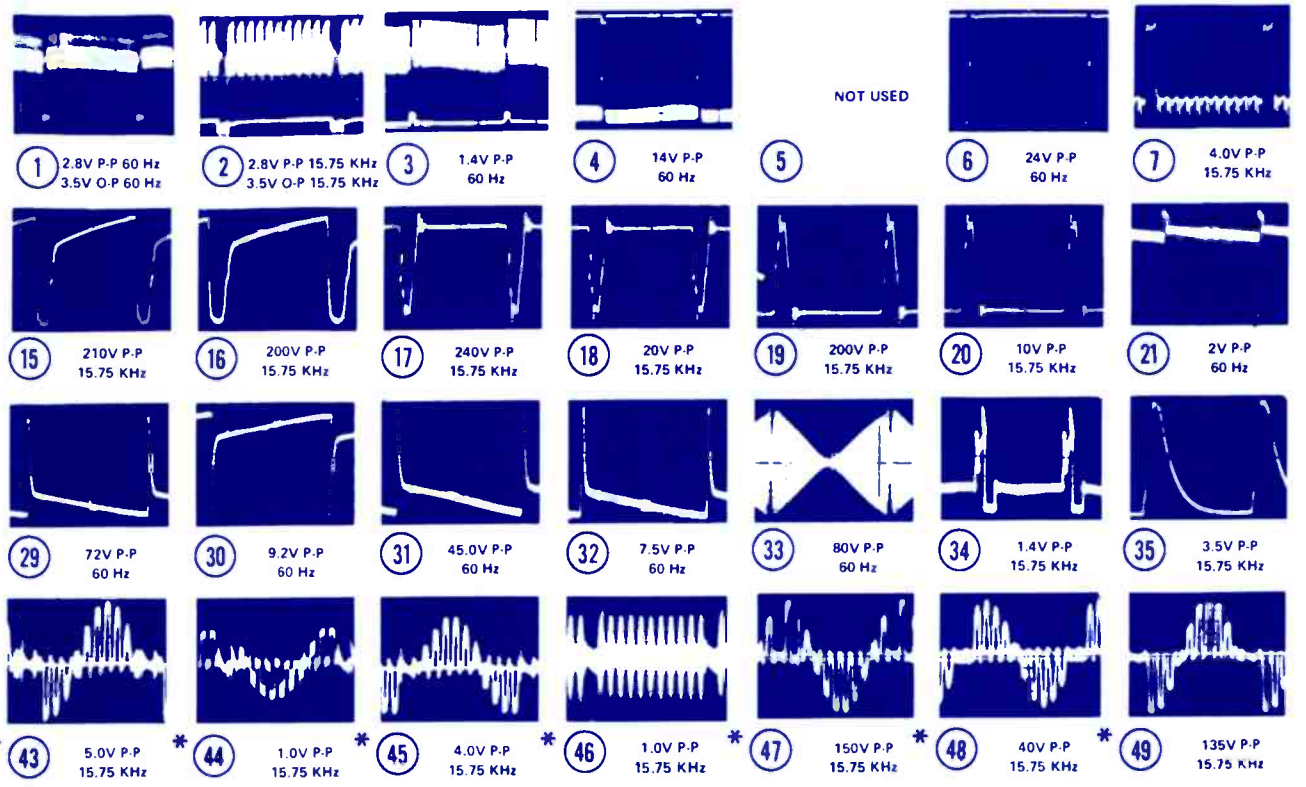 1 2.8V P-P 60 Hz
3.5V O-P 60 Hz
2 2.8V P-P 15.75 KHz
3.5V O-P 15.75 KHz
3 1.4V P-P
60 Hz
4 14V P-P
60 Hz
NOT USED
5
6 24V P-P
60 Hz
7 4.0V P-P
15.75 KHz
15 210V P-P
15.75 KHz
16 200V P-P
15.75 KHz
17 240V P-P
15.75 KHz
18 20V P-P
15.75 KHz
19 200V P-P
15.75 KHz
20 10V P-P
15.75 KHz
21 2V P-P
60 Hz
29 72V P-P
60 Hz
30 9.2V P-P
60 Hz
31 45.0V P-P
60 Hz
32 7.5V P-P
60 Hz
33 80V P-P
60 Hz
34 1.4V P-P
15.75 KHz
35 3.5V P-P
15.75 KHz
43 5.0V P-P
15.75 KHz
* 44 1.0V P-P
15.75 KHz
* 45 4.0V P-P
15.75 KHz
* 46 1.0V P-P
15.75 KHz
* 47 150V P-P
15.75 KHz
* 48 40V P-P
15.75 KHz
* 49 135V P-P
15.75 KHz